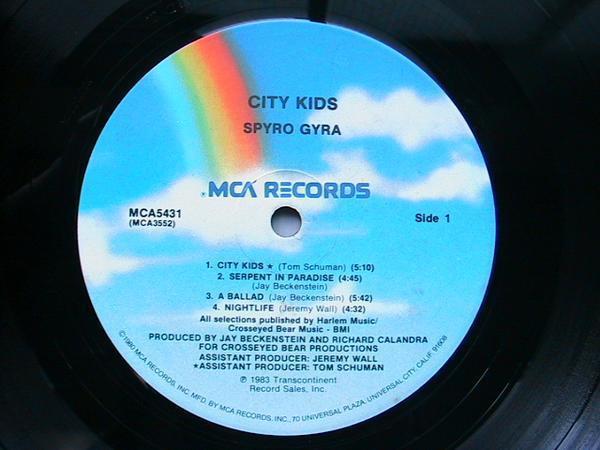 CITY KIDS
SPYRO GYRA
MCA RECORDS
MCA5431
(MCA3552)
Side 1
1. CITY KIDS ★ (Tom Schuman) (5:10)
2. SERPENT IN PARADISE (4:45)
(Jay Beckenstein)
3. A BALLAD (Jay Beckenstein) (5:42)
4. NIGHTLIFE (Jeremy Wall) (4:32)
All selections published by Harlem Music/
Crosseyed Bear Music - BMI
PRODUCED BY JAY BECKENSTEIN AND RICHARD CALANDRA
FOR CROSSEYED BEAR PRODUCTIONS
ASSISTANT PRODUCER: JEREMY WALL
★ASSISTANT PRODUCER: TOM SCHUMAN
℗ 1983 Transcontinent
Record Sales, Inc.
©1980 MCA RECORDS, INC. MFD. BY MCA RECORDS, INC., 70 UNIVERSAL PLAZA, UNIVERSAL CITY, CALIF. 91608